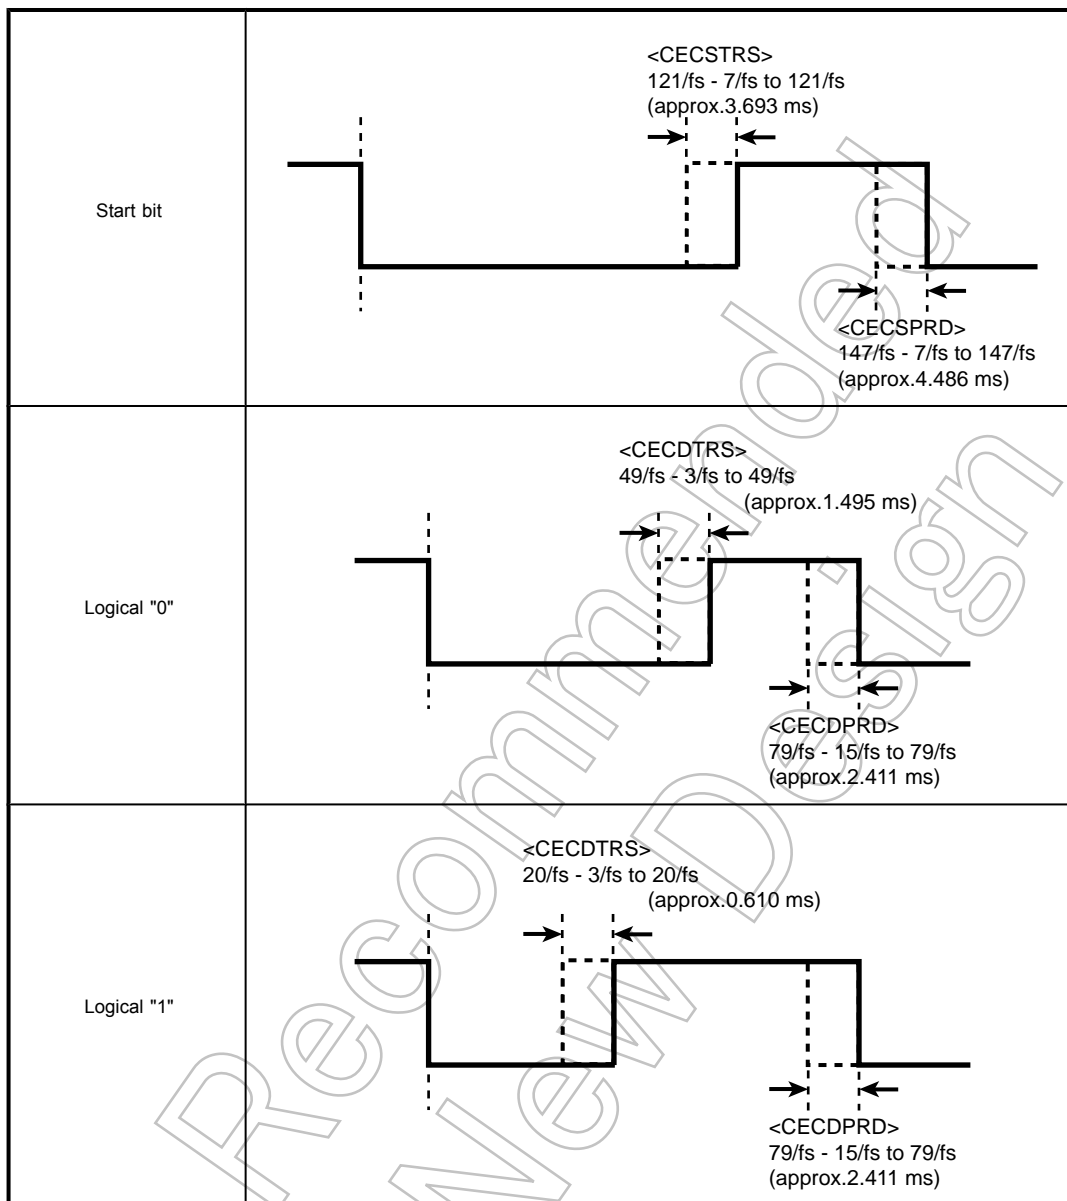 <CECSTRS>
121/fs - 7/fs to 121/fs
(approx.3.693 ms)
Start bit
<CECSPRD>
147/fs - 7/fs to 147/fs
(approx.4.486 ms)
<CECDTRS>
49/fs - 3/fs to 49/fs
(approx.1.495 ms)
Logical "0"
<CECDPRD>
79/fs - 15/fs to 79/fs
(approx.2.411 ms)
<CECDTRS>
20/fs - 3/fs to 20/fs
(approx.0.610 ms)
Logical "1"
<CECDPRD>
79/fs - 15/fs to 79/fs
(approx.2.411 ms)
Recommended
New Design